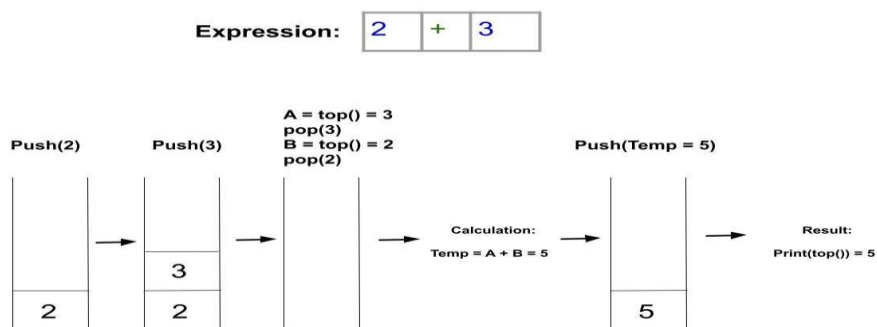 Expression: 2 + 3
A = top() = 3
pop(3)
B = top() = 2
pop(2)
Push(2)
Push(3)
Push(Temp = 5)
3
2
2
Calculation:
Temp = A + B = 5
5
Result:
Print(top()) = 5